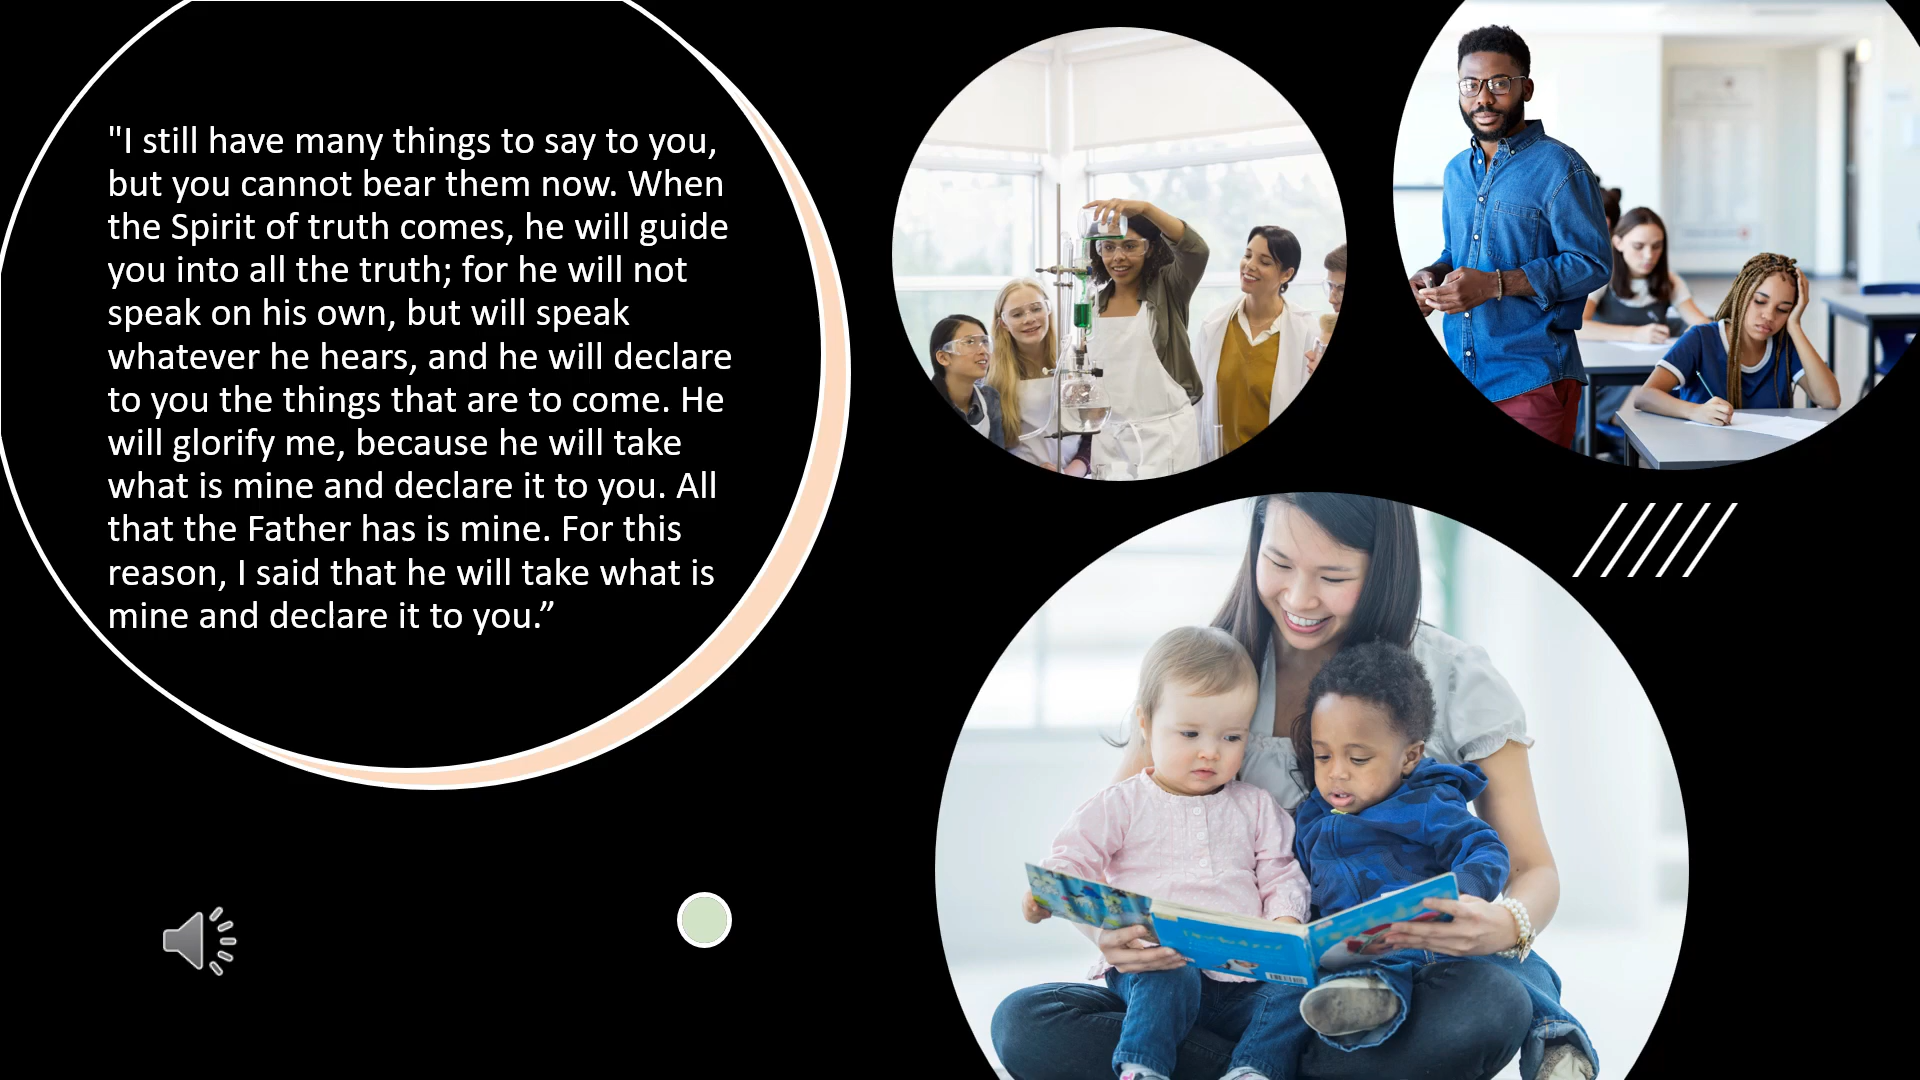 "I still have many things to say to you,
but you cannot bear them now. When
the Spirit of truth comes, he will guide
you into all the truth; for he will not
speak on his own, but will speak
whatever he hears, and he will declare
to you the things that are to come. He
will glorify me, because he will take
what is mine and declare it to you. All
that the Father has is mine. For this
reason, I said that he will take what is
mine and declare it to you.”